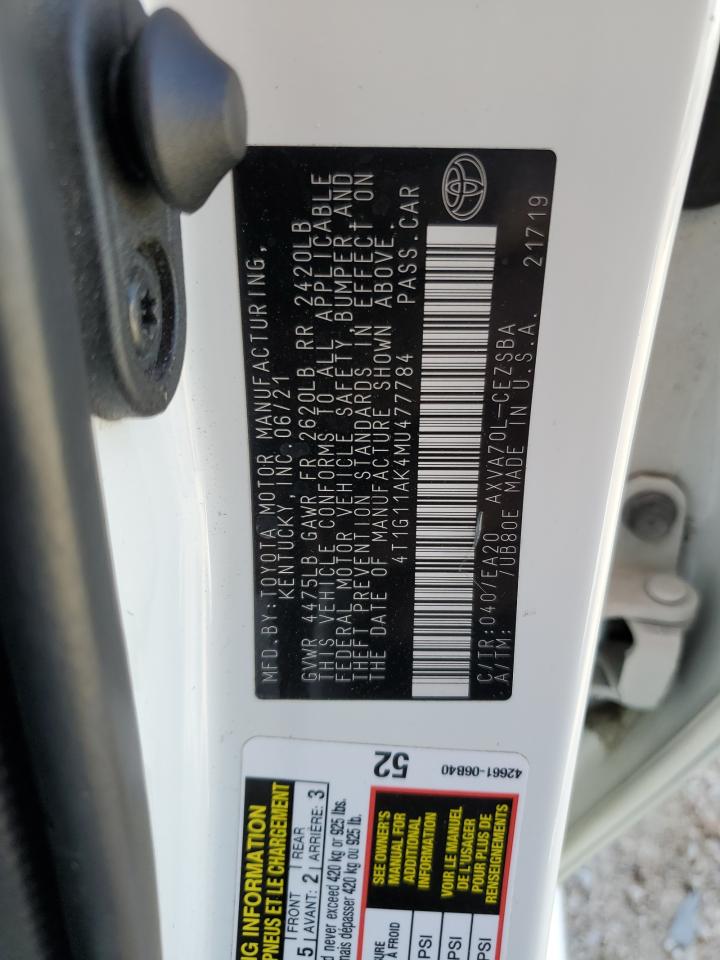 MFD.BY:TOYOTA MOTOR MANUFACTURING,
KENTUCKY, INC. 06/21
GVWR 4475LB GAWR FR 2620LB RR 2420LB
THIS VEHICLE CONFORMS TO ALL APPLICABLE
FEDERAL MOTOR VEHICLE SAFETY, BUMPER AND
THEFT PREVENTION STANDARDS IN EFFECT ON
THE DATE OF MANUFACTURE SHOWN ABOVE.
4T1G11AK4MU477784 PASS.CAR
C/TR:040/EA20 AXVA70L-CEZSBA
A/TM: /UB80E MADE IN U.S.A. 21719
NG INFORMATION
PNEUS ET LE CHARGEMENT
5 FRONT 2 REAR 3
AVANT: ARRIÈRE:
d never exceed 420 kg or 925 lbs.
jamais dépasser 420 kg ou 925 lb.
52
SEE OWNER'S
MANUAL FOR
ADDITIONAL
INFORMATION
VOIR LE MANUEL
DE L'USAGER
POUR PLUS DE
RENSEIGNEMENTS
À FROID
PSI
PSI
PSI
42661-06B40